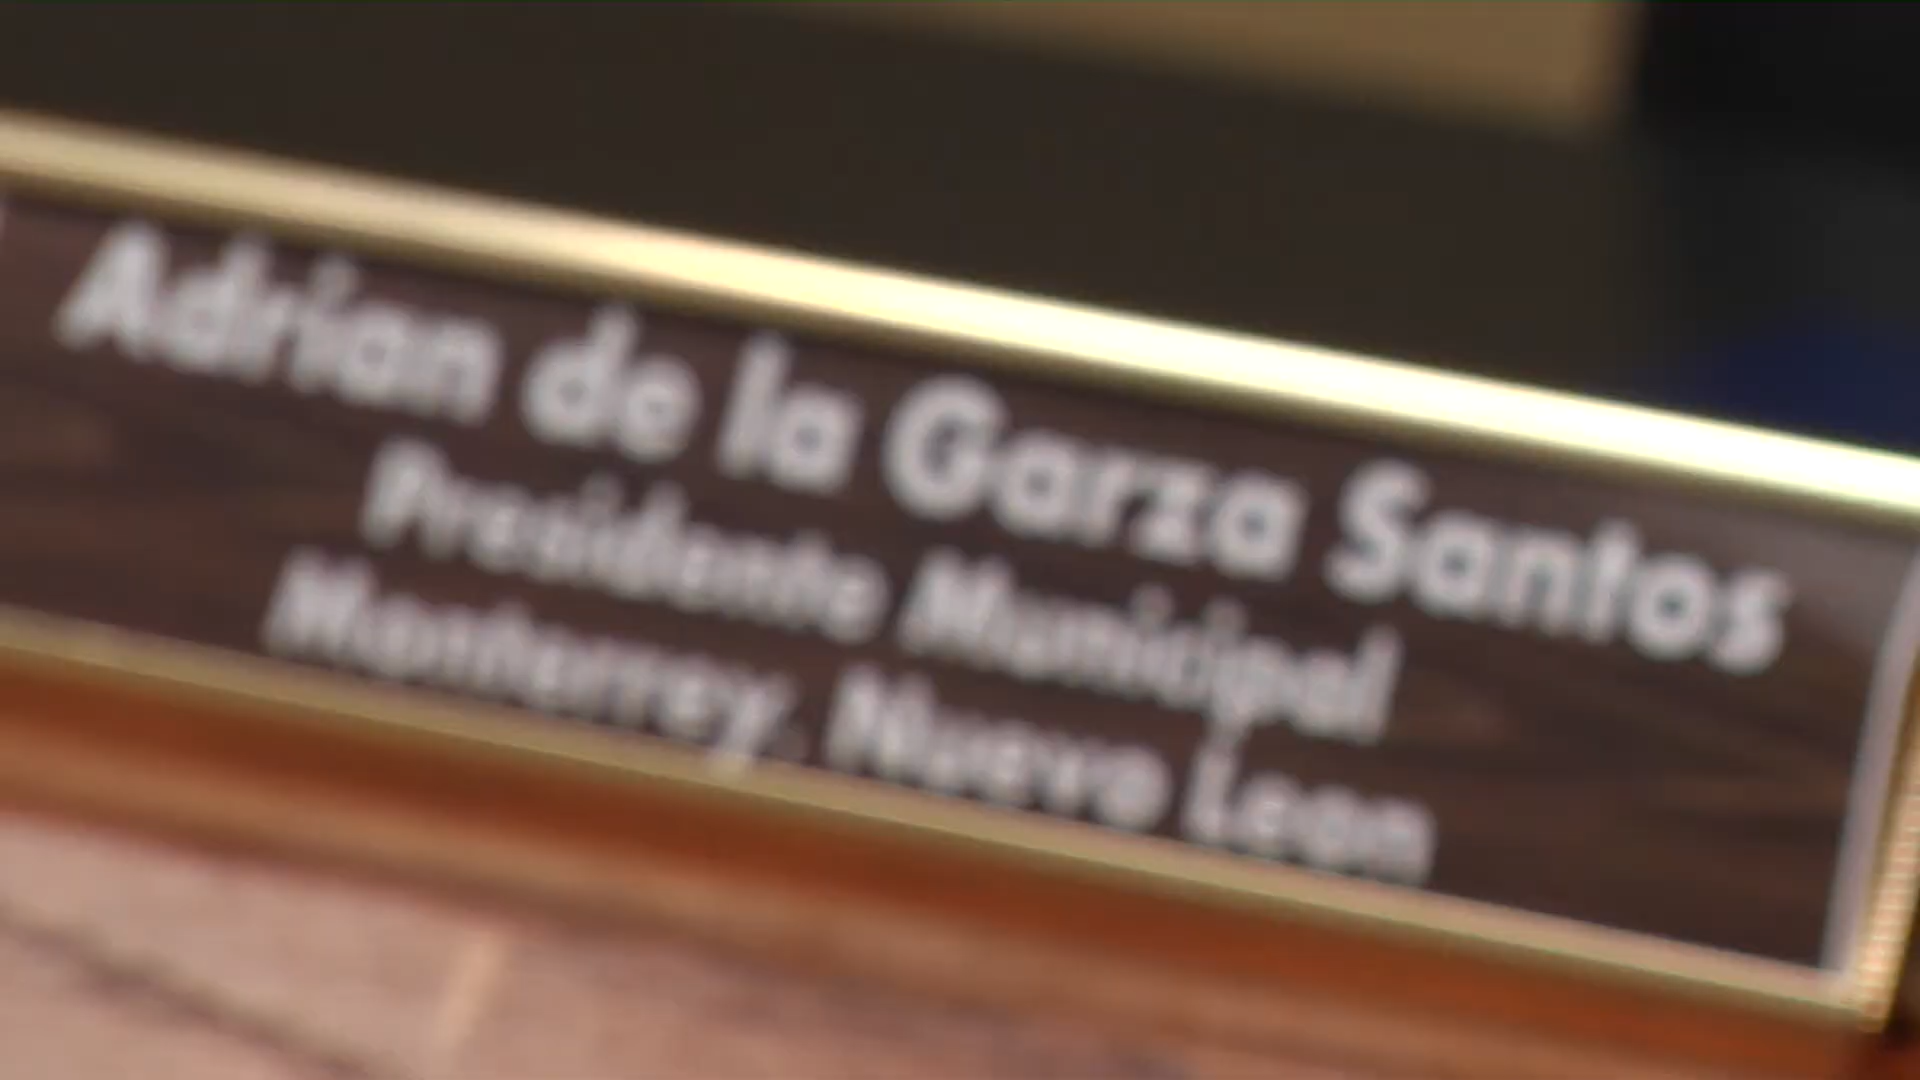 Adrian de la Garza Santos
Presidente Municipal
Monterrey, Nuevo Leon